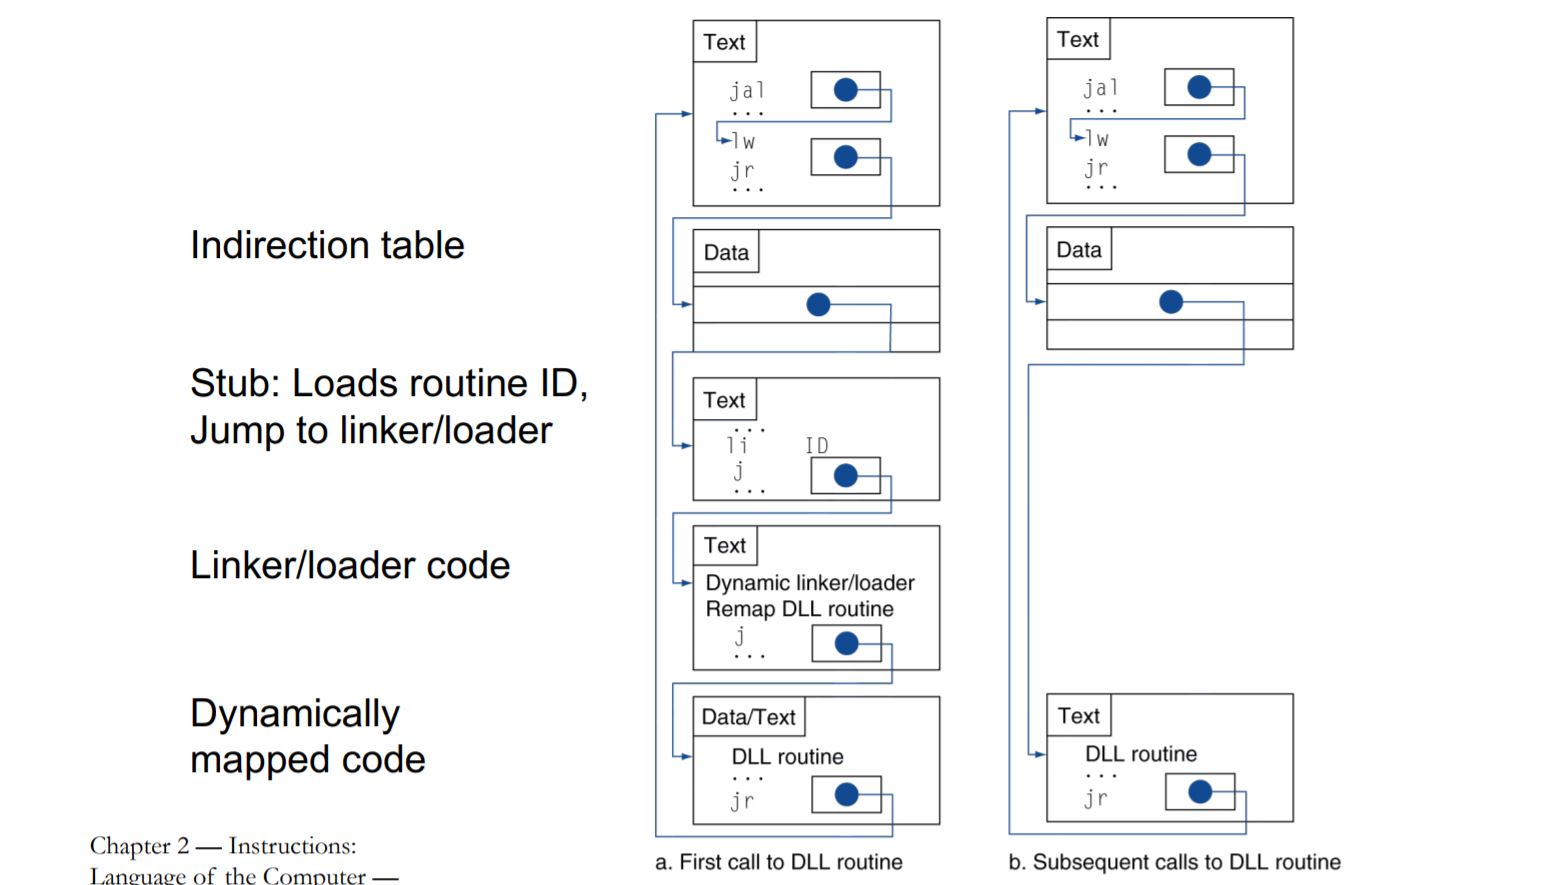 Indirection table
Stub: Loads routine ID,
Jump to linker/loader
Linker/loader code
Dynamically
mapped code
Chapter 2 — Instructions:
Language of the Computer —
Text
jal
...
lw
jr
...
Data
Text
...
li ID
j
...
Text
Dynamic linker/loader
Remap DLL routine
j
...
Data/Text
DLL routine
...
jr
a. First call to DLL routine
Text
jal
...
lw
jr
...
Data
Text
DLL routine
...
jr
b. Subsequent calls to DLL routine